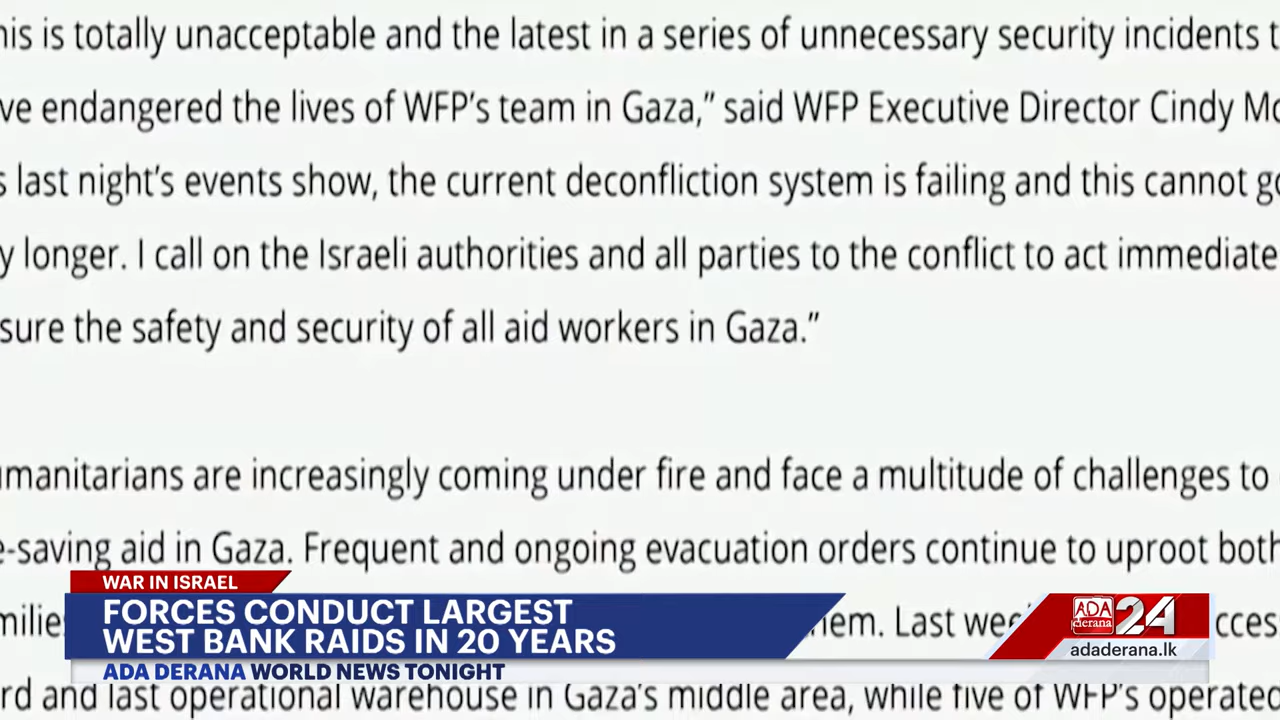 his is totally unacceptable and the latest in a series of unnecessary security incidents t
ve endangered the lives of WFP's team in Gaza,” said WFP Executive Director Cindy Mc
s last night's events show, the current deconfliction system is failing and this cannot go
y longer. I call on the Israeli authorities and all parties to the conflict to act immediate
sure the safety and security of all aid workers in Gaza.”
umanitarians are increasingly coming under fire and face a multitude of challenges to
e-saving aid in Gaza. Frequent and ongoing evacuation orders continue to uproot both
WAR IN ISRAEL
milie hem. Last wee ccess
FORCES CONDUCT LARGEST
WEST BANK RAIDS IN 20 YEARS
ADA derana 24
adaderana.lk
ADA DERANA WORLD NEWS TONIGHT
rd and last operational warehouse in Gaza's middle area, while five of WFP's operated